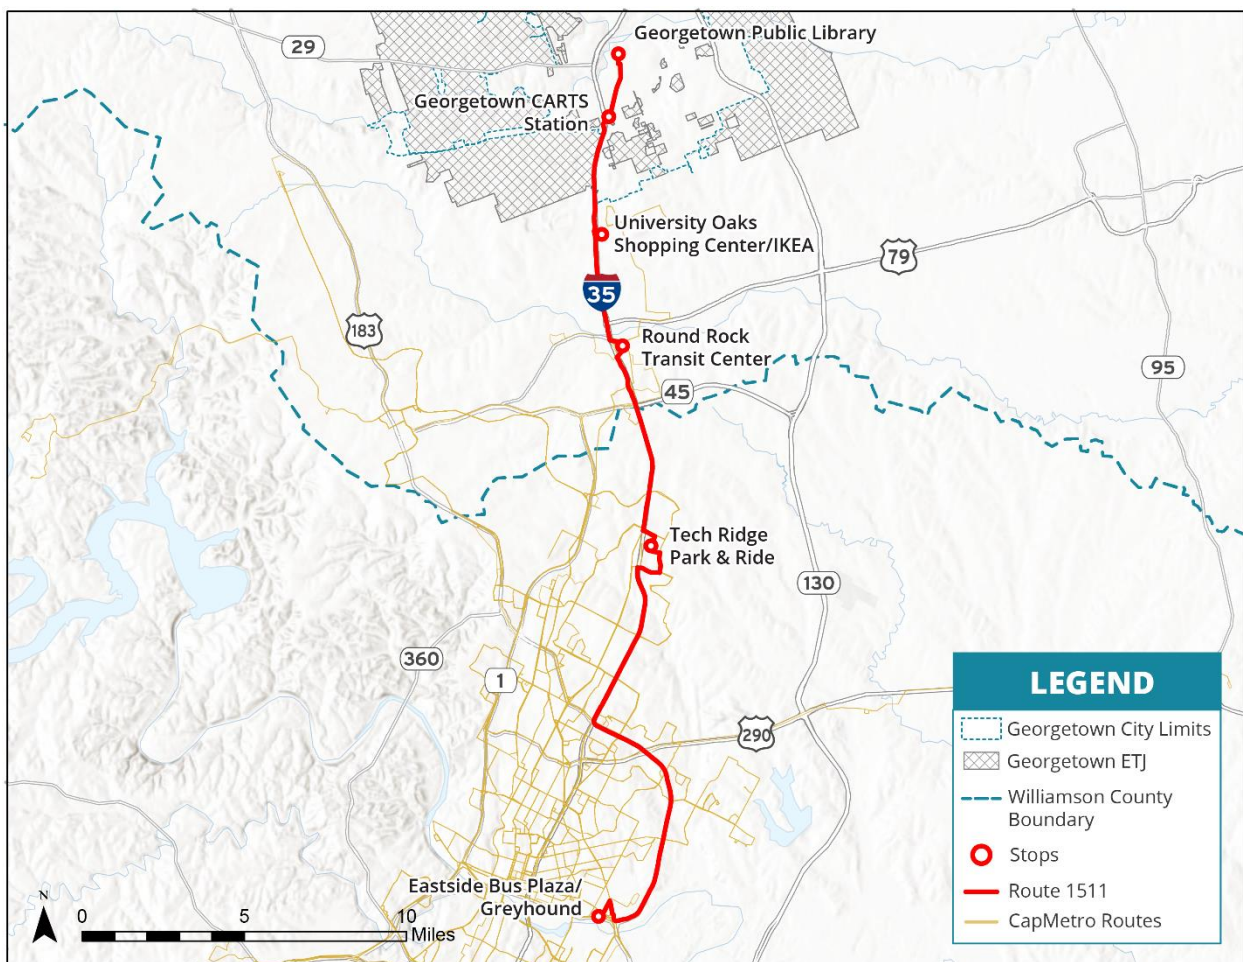 Georgetown Public Library
29
Georgetown CARTS
Station
University Oaks
Shopping Center/IKEA
79
35
183
Round Rock
Transit Center
95
45
Tech Ridge
Park & Ride
130
360
1
290
Eastside Bus Plaza/
Greyhound
N
0 5 10
Miles
LEGEND
Georgetown City Limits
Georgetown ETJ
Williamson County
Boundary
Stops
Route 1511
CapMetro Routes